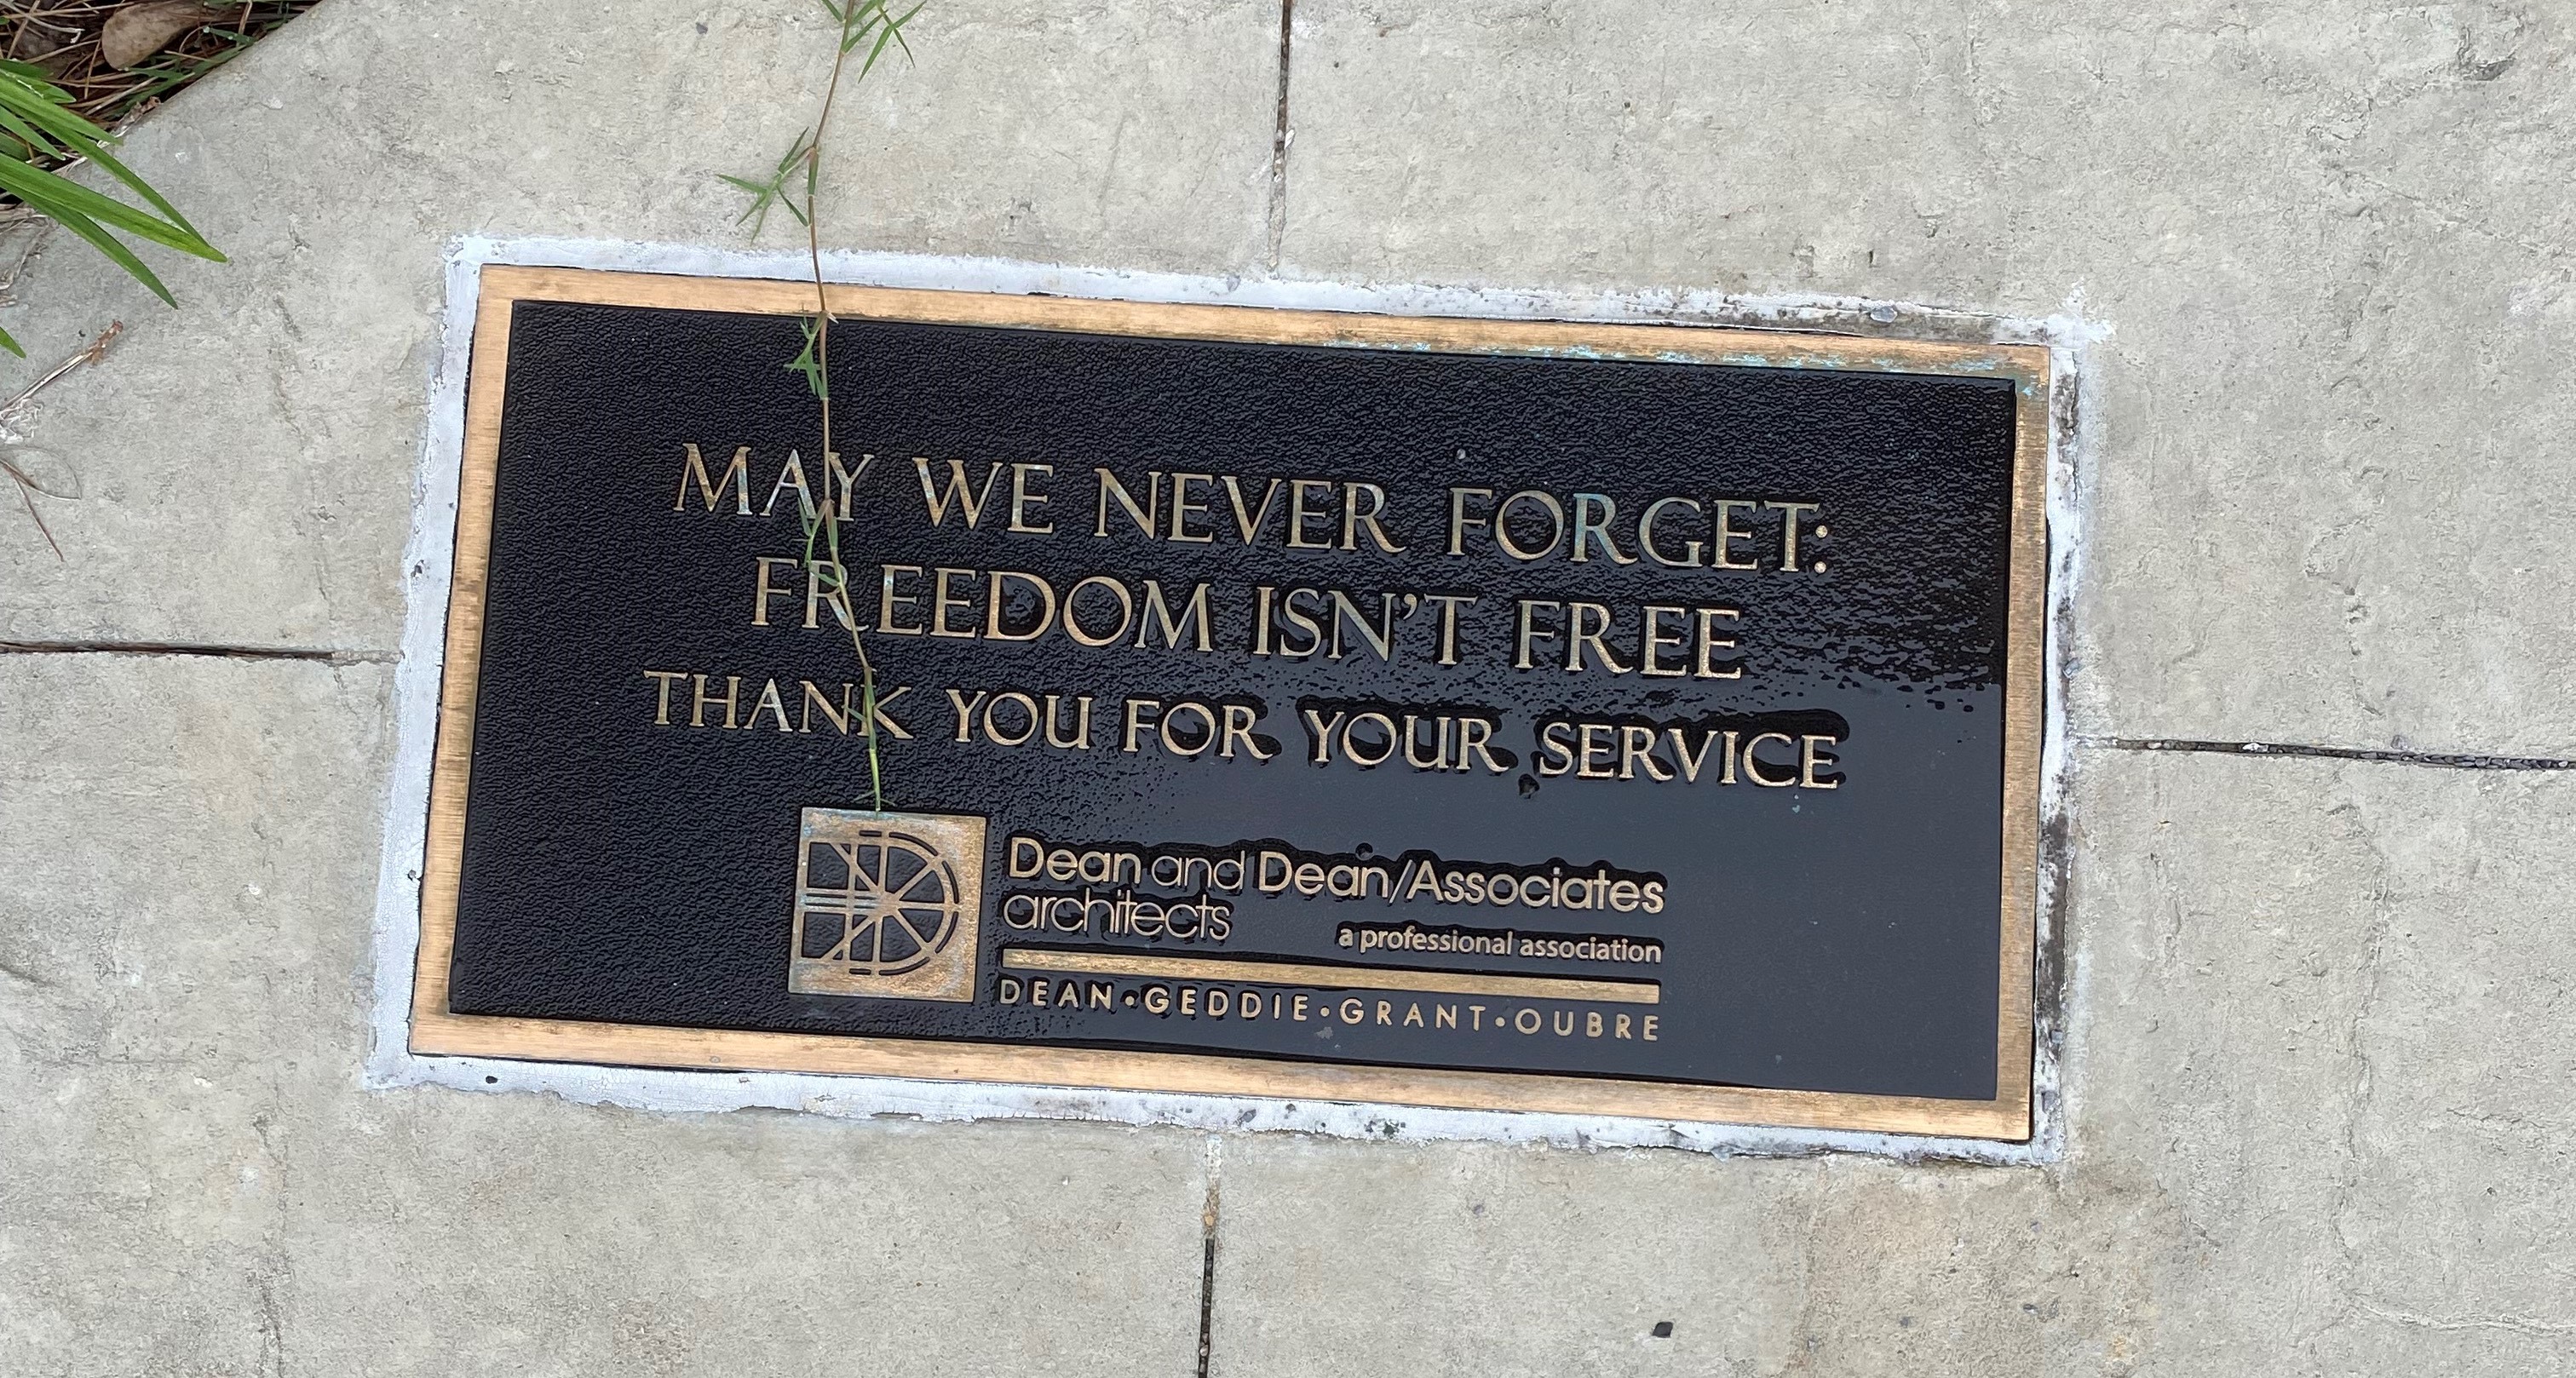 MAY WE NEVER FORGET:
FREEDOM ISN'T FREE
THANK YOU FOR YOUR SERVICE
Dean and Dean/Associates
architects
a professional association
DEAN•GEDDIE•GRANT•OUBRE